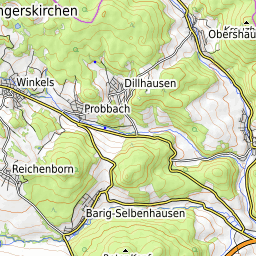 ngerskirchen
Obershau
Winkels
Dillhausen
Probbach
Reichenborn
Barig-Selbenhausen